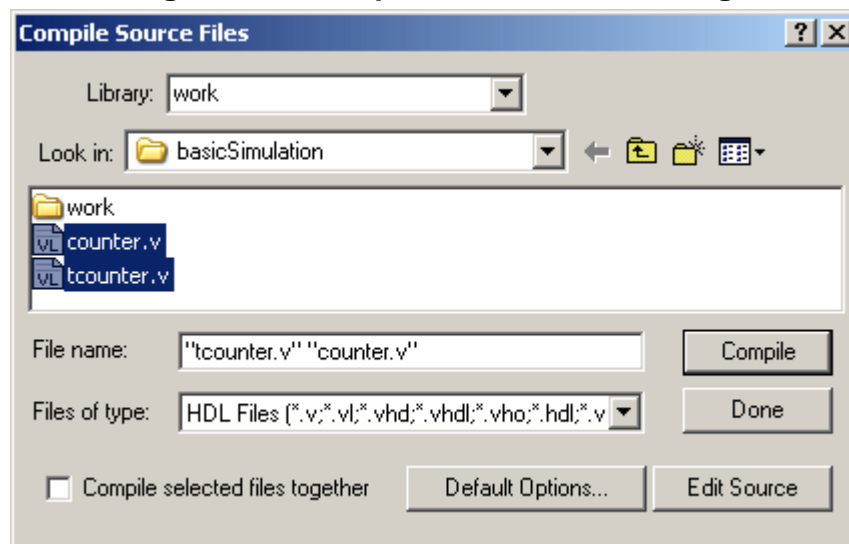 Compile Source Files
Library: work
Look in: basicSimulation
work
counter.v
tcounter.v
File name: "tcounter.v" "counter.v"
Compile
Files of type: HDL Files (*.v;*.vl;*.vhd;*.vhdl;*.vho;*.hdl;*.v
Done
Compile selected files together
Default Options...
Edit Source